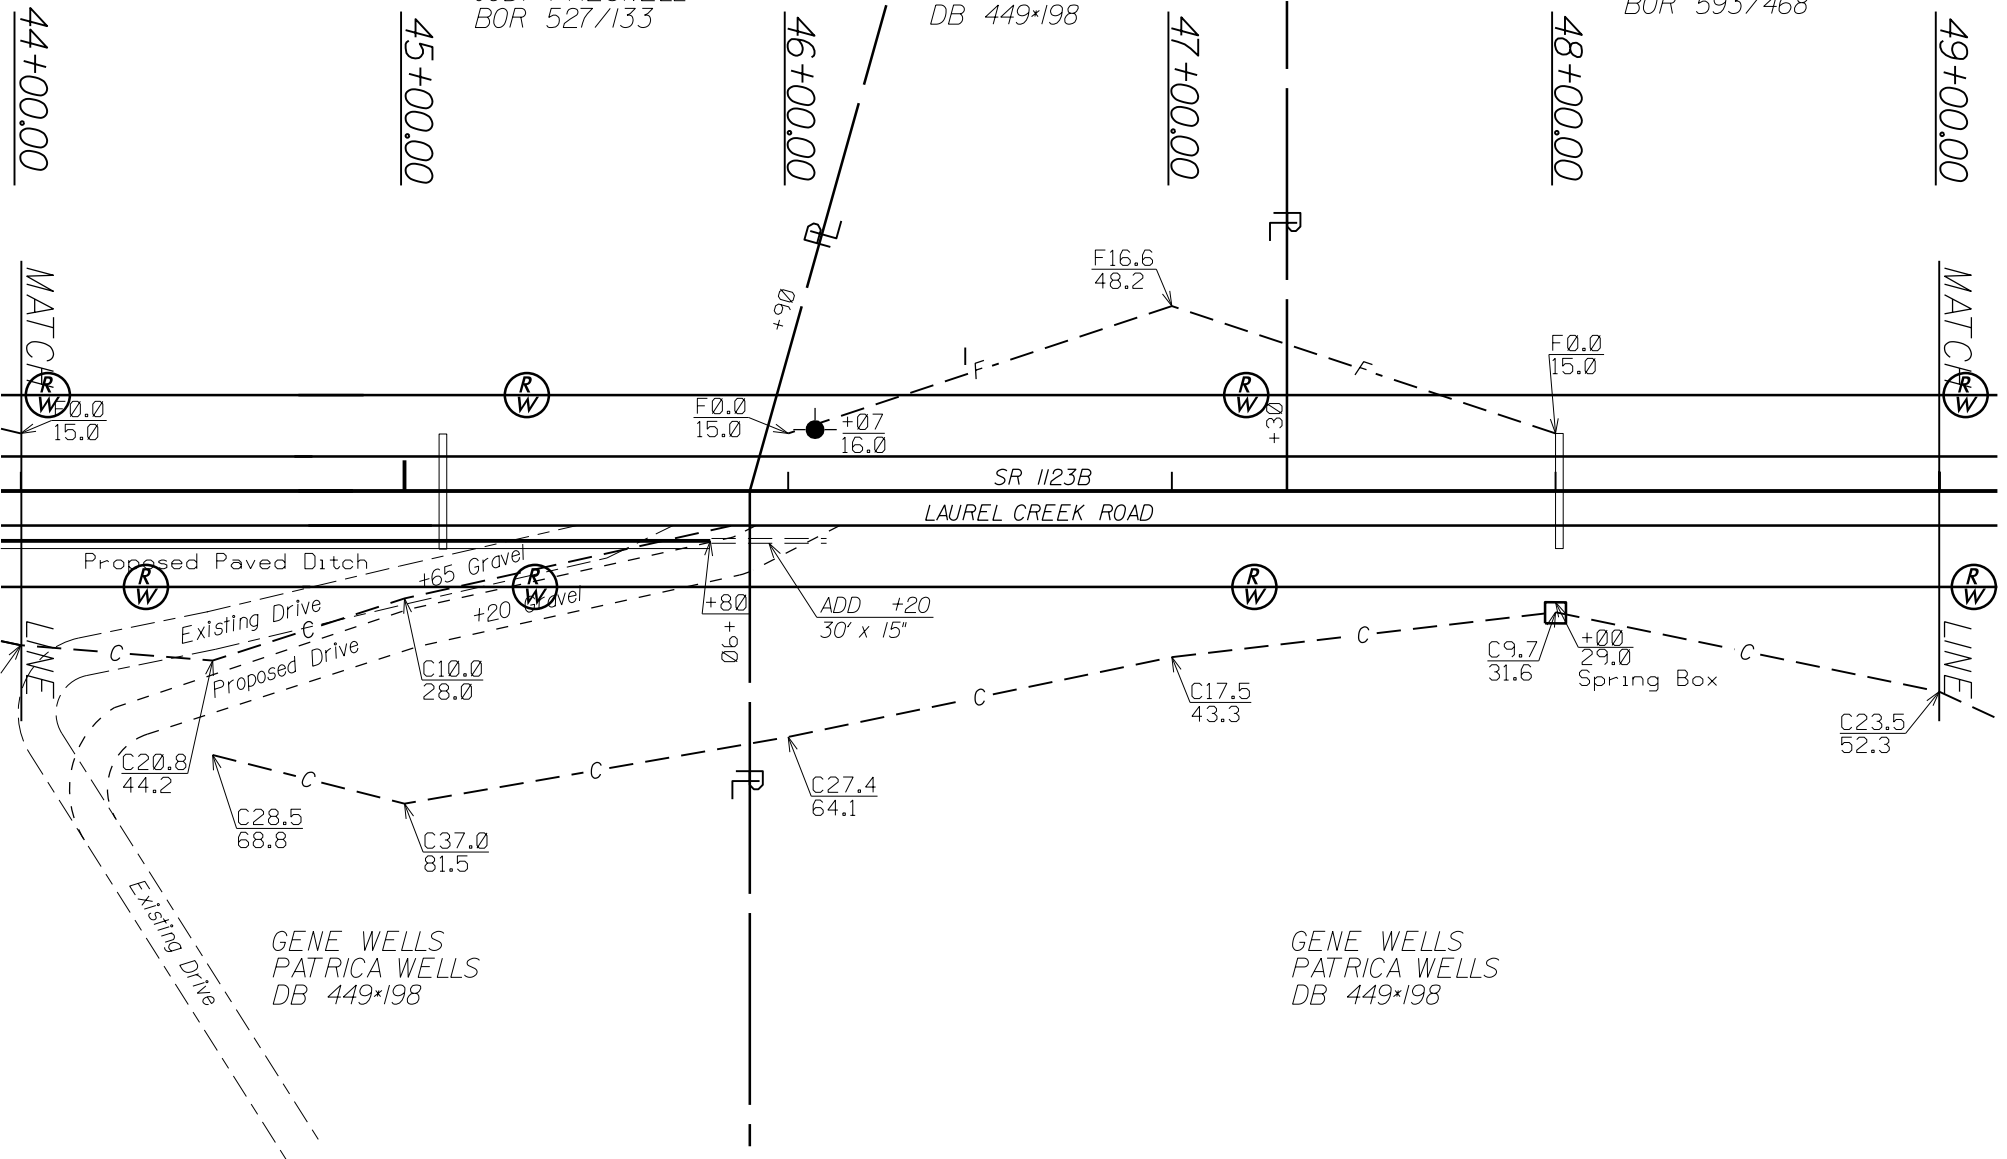 BOR 527/133
DB 449*198
BOR 593/468
44+00.00
45+00.00
46+00.00
47+00.00
48+00.00
49+00.00
MATCH LINE
MATCH LINE
PL
PL
+90
F16.6
48.2
F0.0
15.0
F
F
R
W
R
W
R
W
R
W
F0.0
15.0
F0.0
15.0
+07
16.0
+30
SR 1123B
LAUREL CREEK ROAD
Proposed Paved Ditch
+65 Gravel
R
W
R
W
R
W
R
W
+20 Gravel
+80
ADD +20
30' x 15"
Existing Drive
C
C
Proposed Drive
+90
C10.0
28.0
C
C17.5
43.3
C
C9.7
31.6
+00
29.0
Spring Box
C
C23.5
52.3
C20.8
44.2
C
C
PL
C27.4
64.1
C28.5
68.8
C37.0
81.5
Existing Drive
GENE WELLS
PATRICA WELLS
DB 449*198
GENE WELLS
PATRICA WELLS
DB 449*198